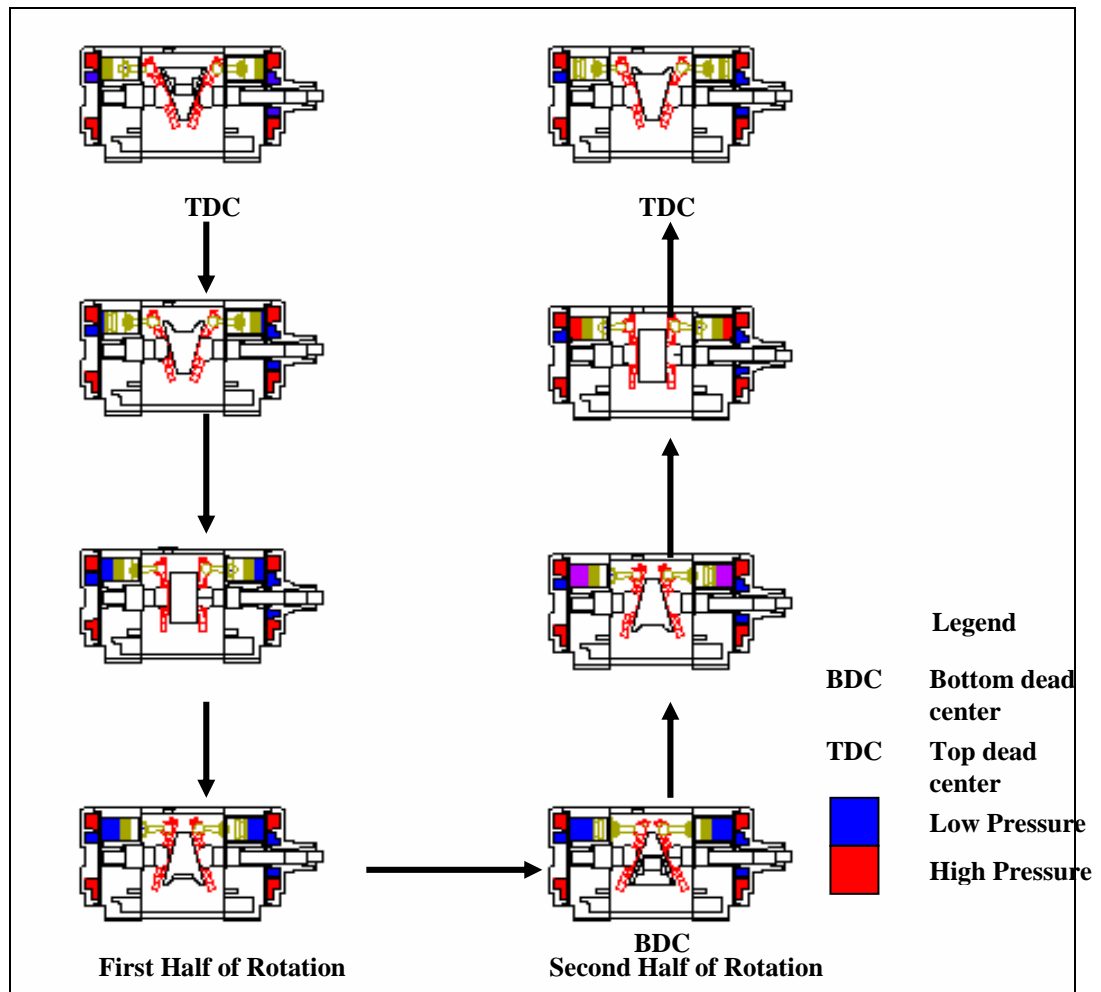 TDC
TDC
Legend
BDC Bottom dead
center
TDC Top dead
center
Low Pressure
High Pressure
BDC
First Half of Rotation
Second Half of Rotation